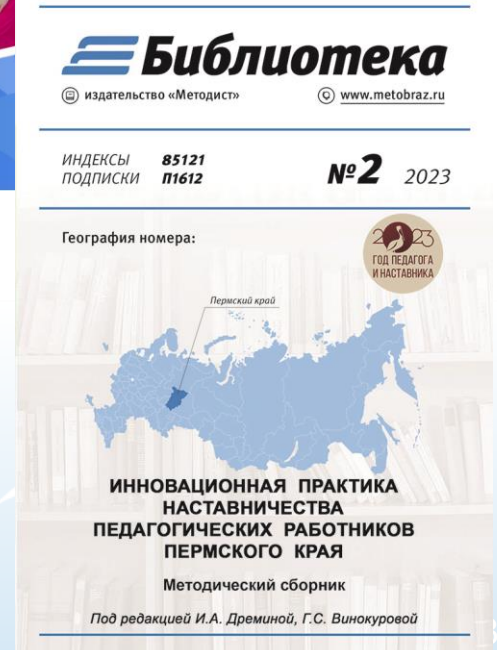 Библиотека
издательство «Методист» www.metobraz.ru
ИНДЕКСЫ 85121
ПОДПИСКИ П1612
№2 2023
География номера:
2023
ГОД ПЕДАГОГА
И НАСТАВНИКА
Пермский край
ИННОВАЦИОННАЯ ПРАКТИКА
НАСТАВНИЧЕСТВА
ПЕДАГОГИЧЕСКИХ РАБОТНИКОВ
ПЕРМСКОГО КРАЯ
Методический сборник
Под редакцией И.А. Дреминой, Г.С. Винокуровой